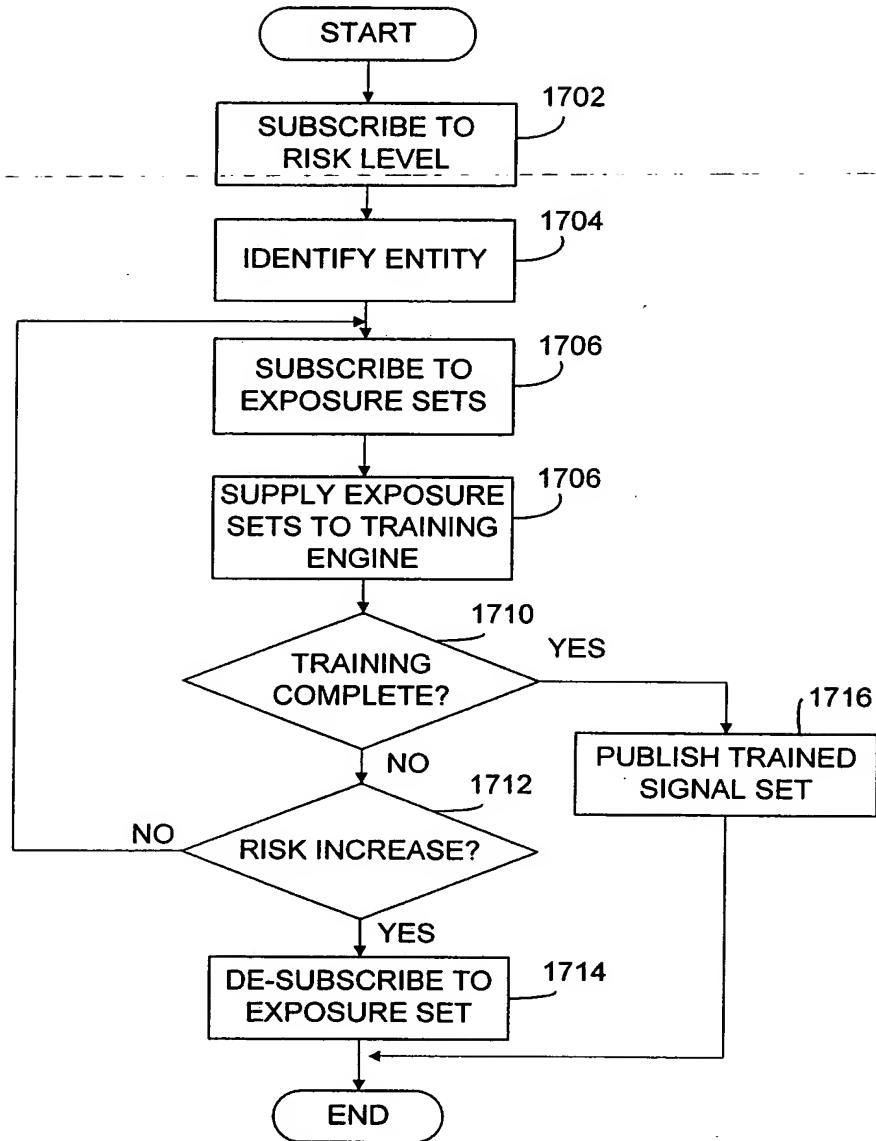 START
1702
SUBSCRIBE TO
RISK LEVEL
1704
IDENTIFY ENTITY
1706
SUBSCRIBE TO
EXPOSURE SETS
1706
SUPPLY EXPOSURE
SETS TO TRAINING
ENGINE
1710
TRAINING
COMPLETE?
YES
1716
PUBLISH TRAINED
SIGNAL SET
NO
1712
RISK INCREASE?
NO
YES
1714
DE-SUBSCRIBE TO
EXPOSURE SET
END